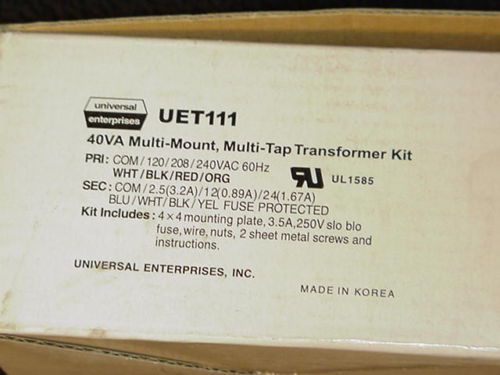 universal
enterprises
UET111
40VA Multi-Mount, Multi-Tap Transformer Kit
PRI: COM/120/208/240VAC 60Hz
WHT/BLK/RED/ORG
UL1585
SEC: COM/2.5(3.2A)/12(0.89A)/24(1.67A)
BLU/WHT/BLK/YEL FUSE PROTECTED
Kit Includes: 4×4 mounting plate, 3.5A,250V slo blo
fuse, wire, nuts, 2 sheet metal screws and
instructions.
UNIVERSAL ENTERPRISES, INC.
MADE IN KOREA